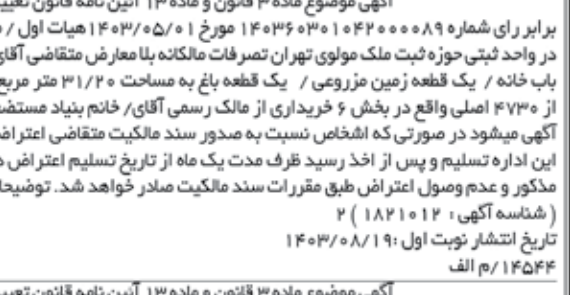 آگهی موضوع ماده ۳ قانون و ماده ۱۳ آئین نامه قانون تعیین
برابر رای شماره ۱۴۰۳۶۰۳۰۱۰۴۲۰۰۰۰۸۹ مورخ ۱۴۰۳/۰۵/۰۱ هیات اول /
در واحد ثبتی حوزه ثبت ملک مولوی تهران تصرفات مالکانه بلامعارض متقاضی آقای
باب خانه / یک قطعه زمین مزروعی / یک قطعه باغ به مساحت ۳۱/۲۰ متر مربع
از ۴۷۳۰ اصلی واقع در بخش ۶ خریداری از مالک رسمی آقای/ خانم بنیاد
آگهی میشود در صورتی که اشخاص نسبت به صدور سند مالکیت متقاضی
این اداره تسلیم و پس از اخذ رسید ظرف مدت یک ماه از تاریخ تسلیم اعتراض
مذکور و عدم وصول اعتراض طبق مقررات سند مالکیت صادر خواهد شد.
( شناسه آگهی : ۱۸۲۱۰۱۲ ) ۲
تاریخ انتشار نوبت اول :۱۴۰۳/۰۸/۱۹
۱۴۵۴۴/م الف
آگهی موضوع ماده ۳ قانون و ماده ۱۳ آئین نامه قانون